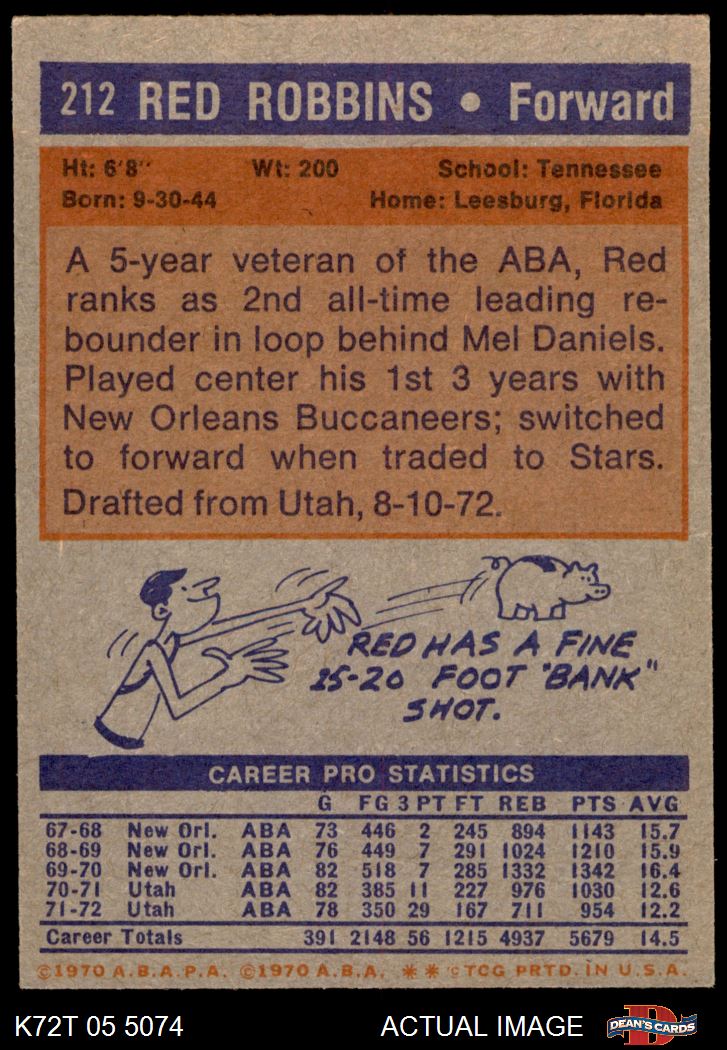 212 RED ROBBINS • Forward
Ht: 6'8" Wt: 200 School: Tennessee
Born: 9-30-44 Home: Leesburg, Florida
A 5-year veteran of the ABA, Red
ranks as 2nd all-time leading re-
bounder in loop behind Mel Daniels.
Played center his 1st 3 years with
New Orleans Buccaneers; switched
to forward when traded to Stars.
Drafted from Utah, 8-10-72.
RED HAS A FINE
15-20 FOOT "BANK"
SHOT.
CAREER PRO STATISTICS
G FG 3 PT FT REB PTS AVG
67-68 New Orl. ABA 73 446 2 245 894 1143 15.7
68-69 New Orl. ABA 76 449 7 291 1024 1210 15.9
69-70 New Orl. ABA 82 518 7 285 1332 1342 16.4
70-71 Utah ABA 82 385 11 227 976 1030 12.6
71-72 Utah ABA 78 350 29 167 711 954 12.2
Career Totals 391 2148 56 1215 4937 5679 14.5
©1970 A.B.A.P.A. ©1970 A.B.A. ** ©TCG PRTD. IN U.S.A.
K72T 05 5074 ACTUAL IMAGE DEAN'S CARDS